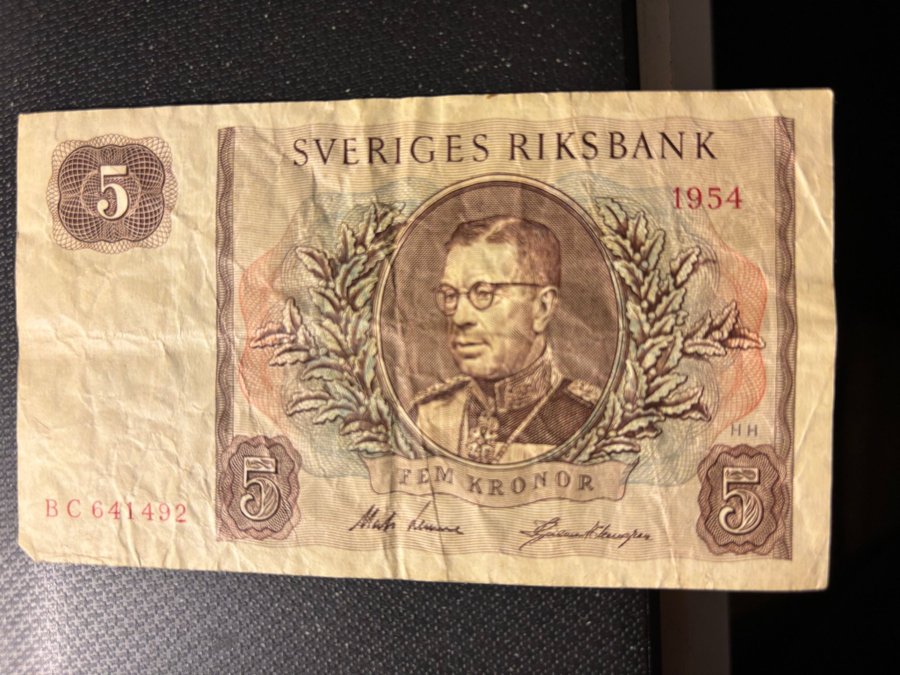 SVERIGES RIKSBANK
5
1954
HH
FEM KRONOR
5
5
BC 641492